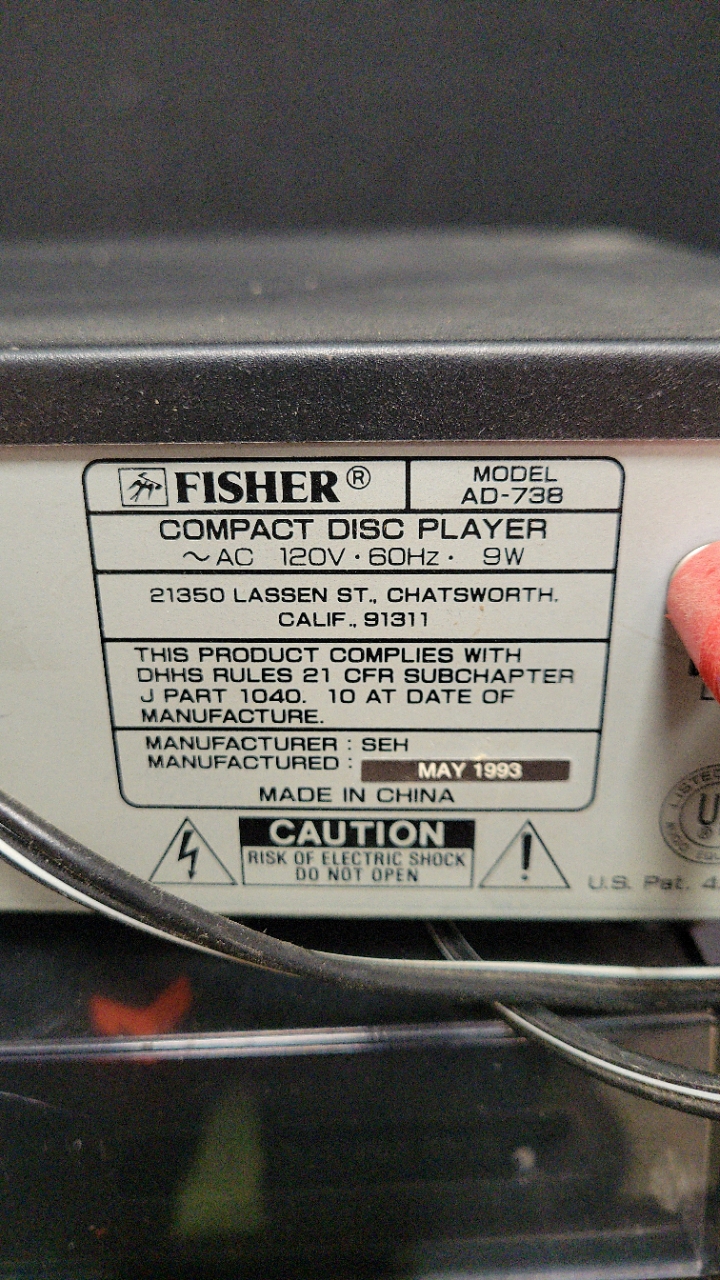 FISHER®
MODEL
AD-738
COMPACT DISC PLAYER
~ AC 120V · 60Hz · 9W
21350 LASSEN ST., CHATSWORTH.
CALIF., 91311
THIS PRODUCT COMPLIES WITH
DHHS RULES 21 CFR SUBCHAPTER
J PART 1040. 10 AT DATE OF
MANUFACTURE.
MANUFACTURER : SEH
MANUFACTURED :
MAY 1993
MADE IN CHINA
CAUTION
RISK OF ELECTRIC SHOCK
DO NOT OPEN
U.S. Pat. 4